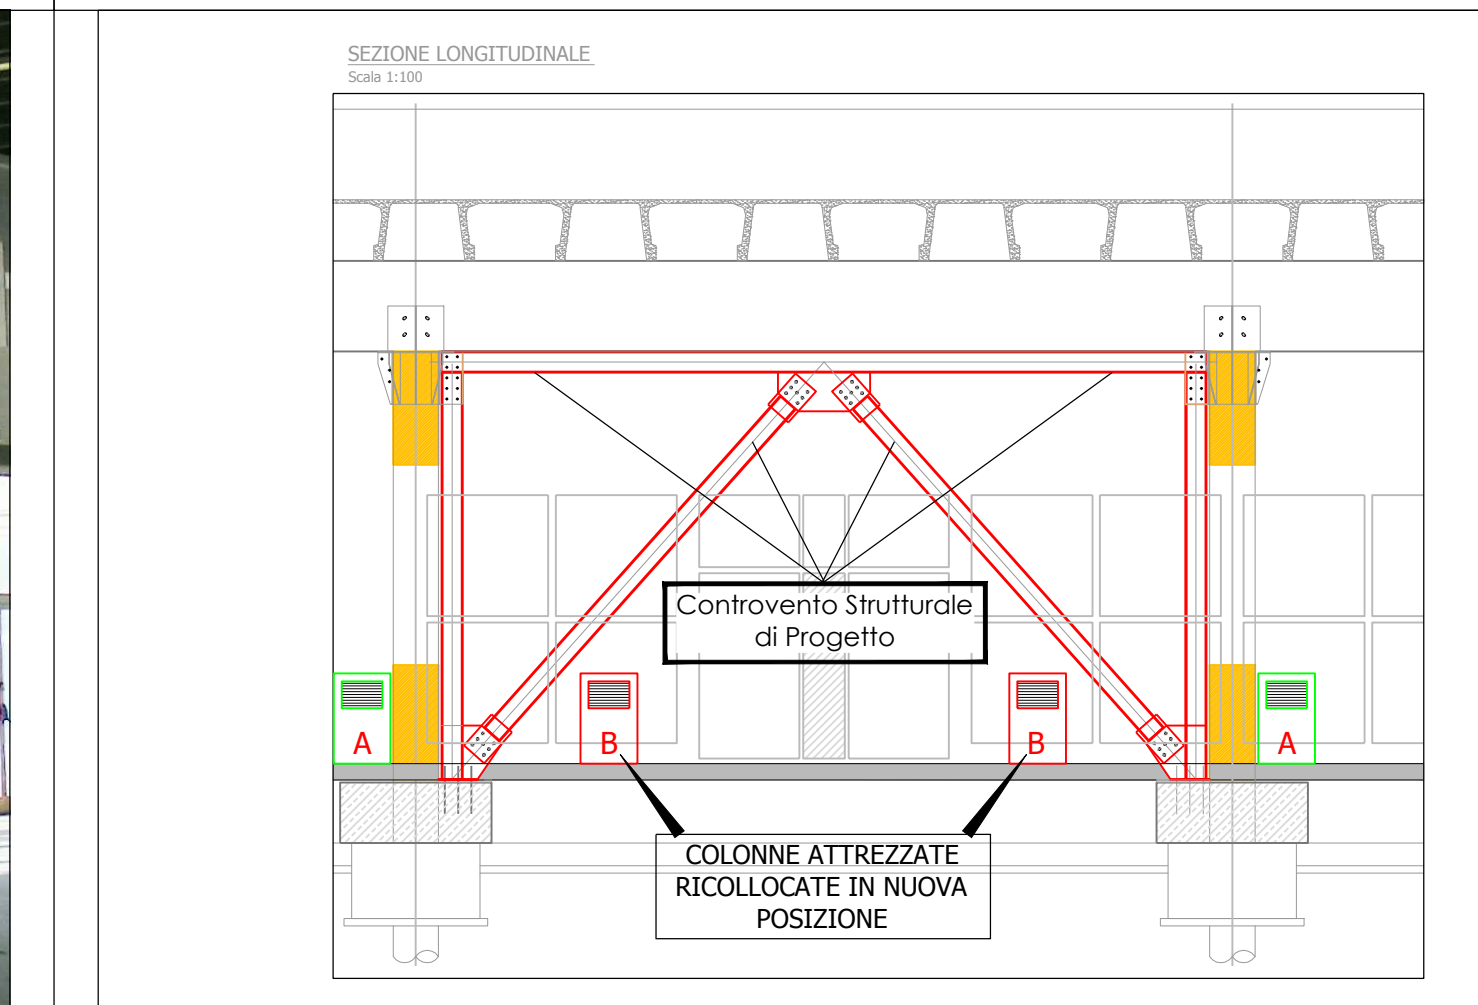 SEZIONE LONGITUDINALE
Scala 1:100
Controvento Strutturale
di Progetto
A
B
B
A
COLONNE ATTREZZATE
RICOLLOCATE IN NUOVA
POSIZIONE